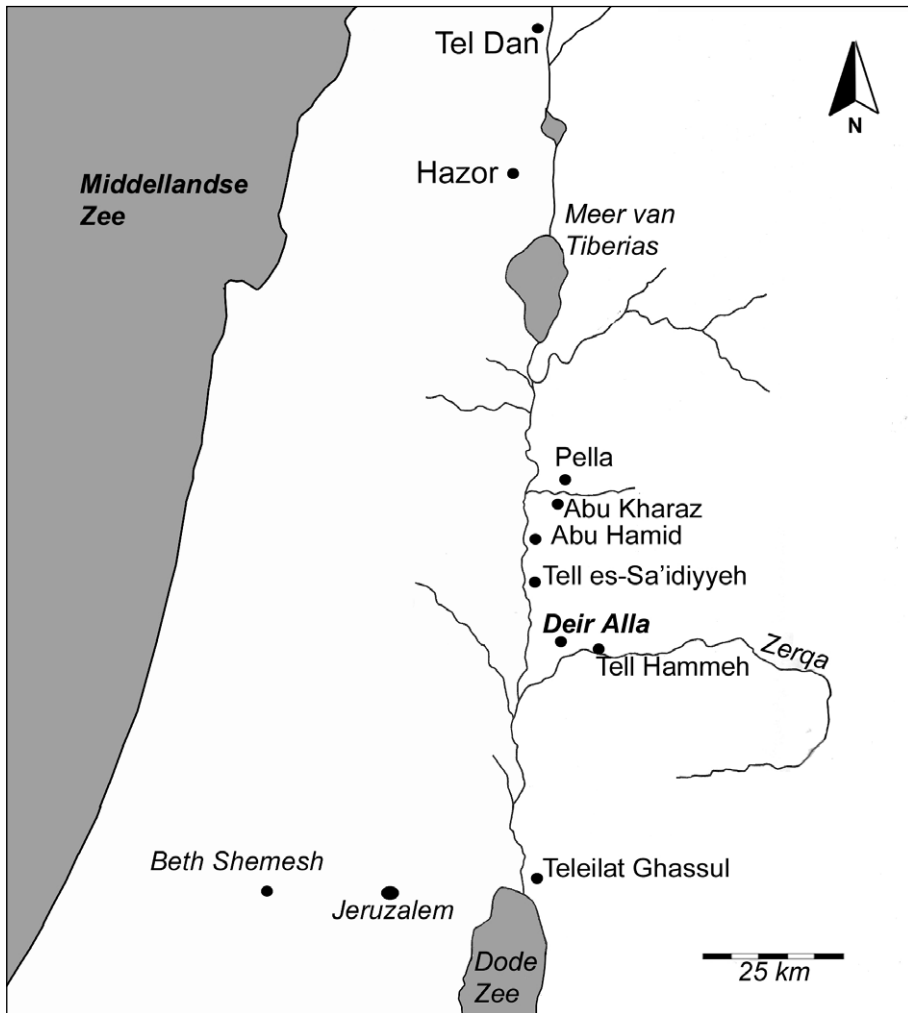 Tel Dan
N
Hazor
Middellandse
Zee
Meer van
Tiberias
Pella
Abu Kharaz
Abu Hamid
Tell es-Sa'idiyyeh
Deir Alla
Zerqa
Tell Hammeh
Beth Shemesh
Teleilat Ghassul
Jeruzalem
Dode
Zee
25 km